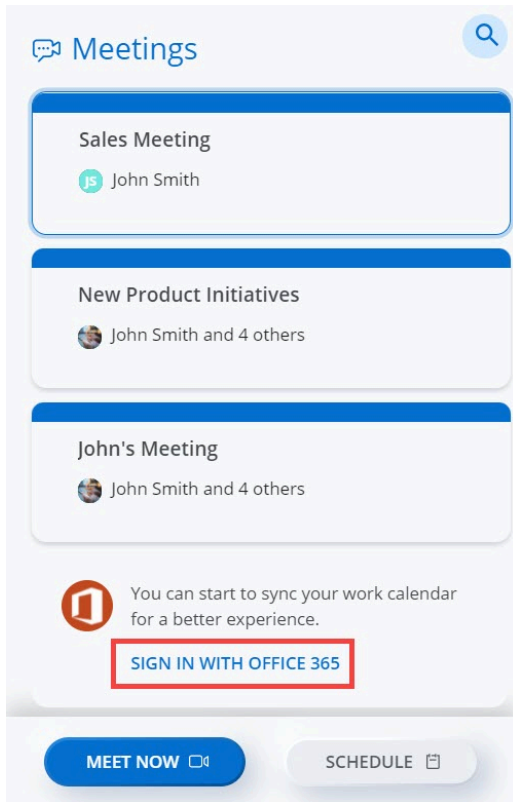 Meetings
Sales Meeting
JS John Smith
New Product Initiatives
John Smith and 4 others
John's Meeting
John Smith and 4 others
You can start to sync your work calendar
for a better experience.
SIGN IN WITH OFFICE 365
MEET NOW
SCHEDULE